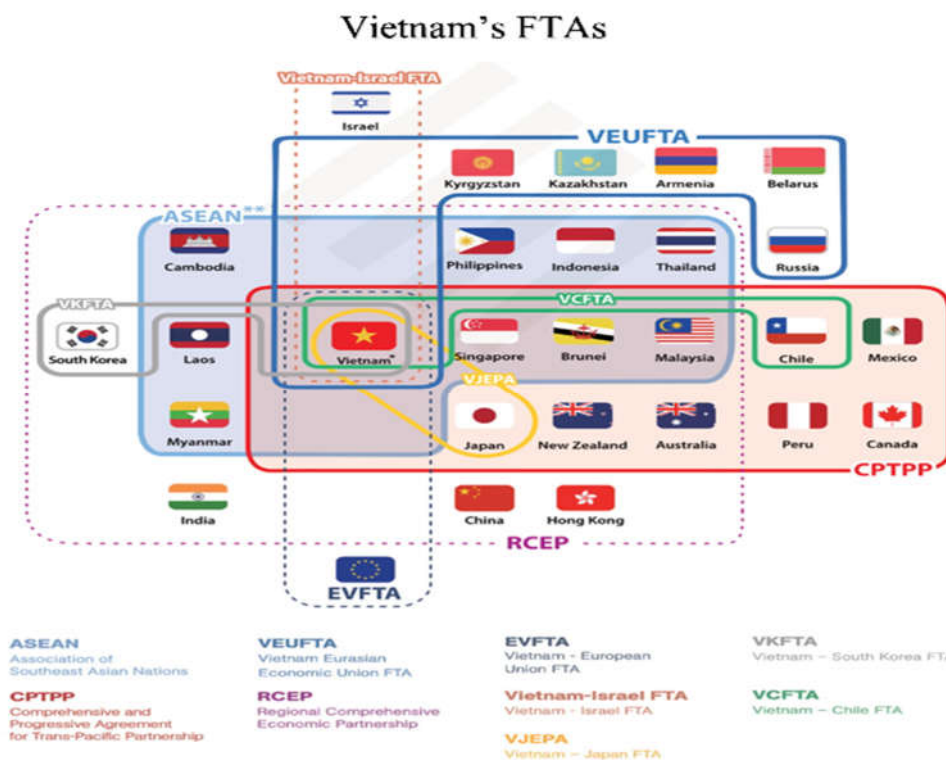 Vietnam's FTAs
Vietnam-Israel FTA
Israel
VEUFTA
Kyrgyzstan Kazakhstan Armenia Belarus
ASEAN**
Cambodia Philippines Indonesia Thailand Russia
VKFTA VCFTA
South Korea Laos Vietnam* Singapore Brunei Malaysia Chile Mexico
VJEPA
Myanmar Japan New Zealand Australia Peru Canada
CPTPP
India China Hong Kong
RCEP
EVFTA
ASEAN
Association of
Southeast Asian Nations
VEUFTA
Vietnam Eurasian
Economic Union FTA
EVFTA
Vietnam - European
Union FTA
VKFTA
Vietnam – South Korea FTA
CPTPP
Comprehensive and
Progressive Agreement
for Trans-Pacific Partnership
RCEP
Regional Comprehensive
Economic Partnership
Vietnam-Israel FTA
Vietnam - Israel FTA
VCFTA
Vietnam – Chile FTA
VJEPA
Vietnam – Japan FTA